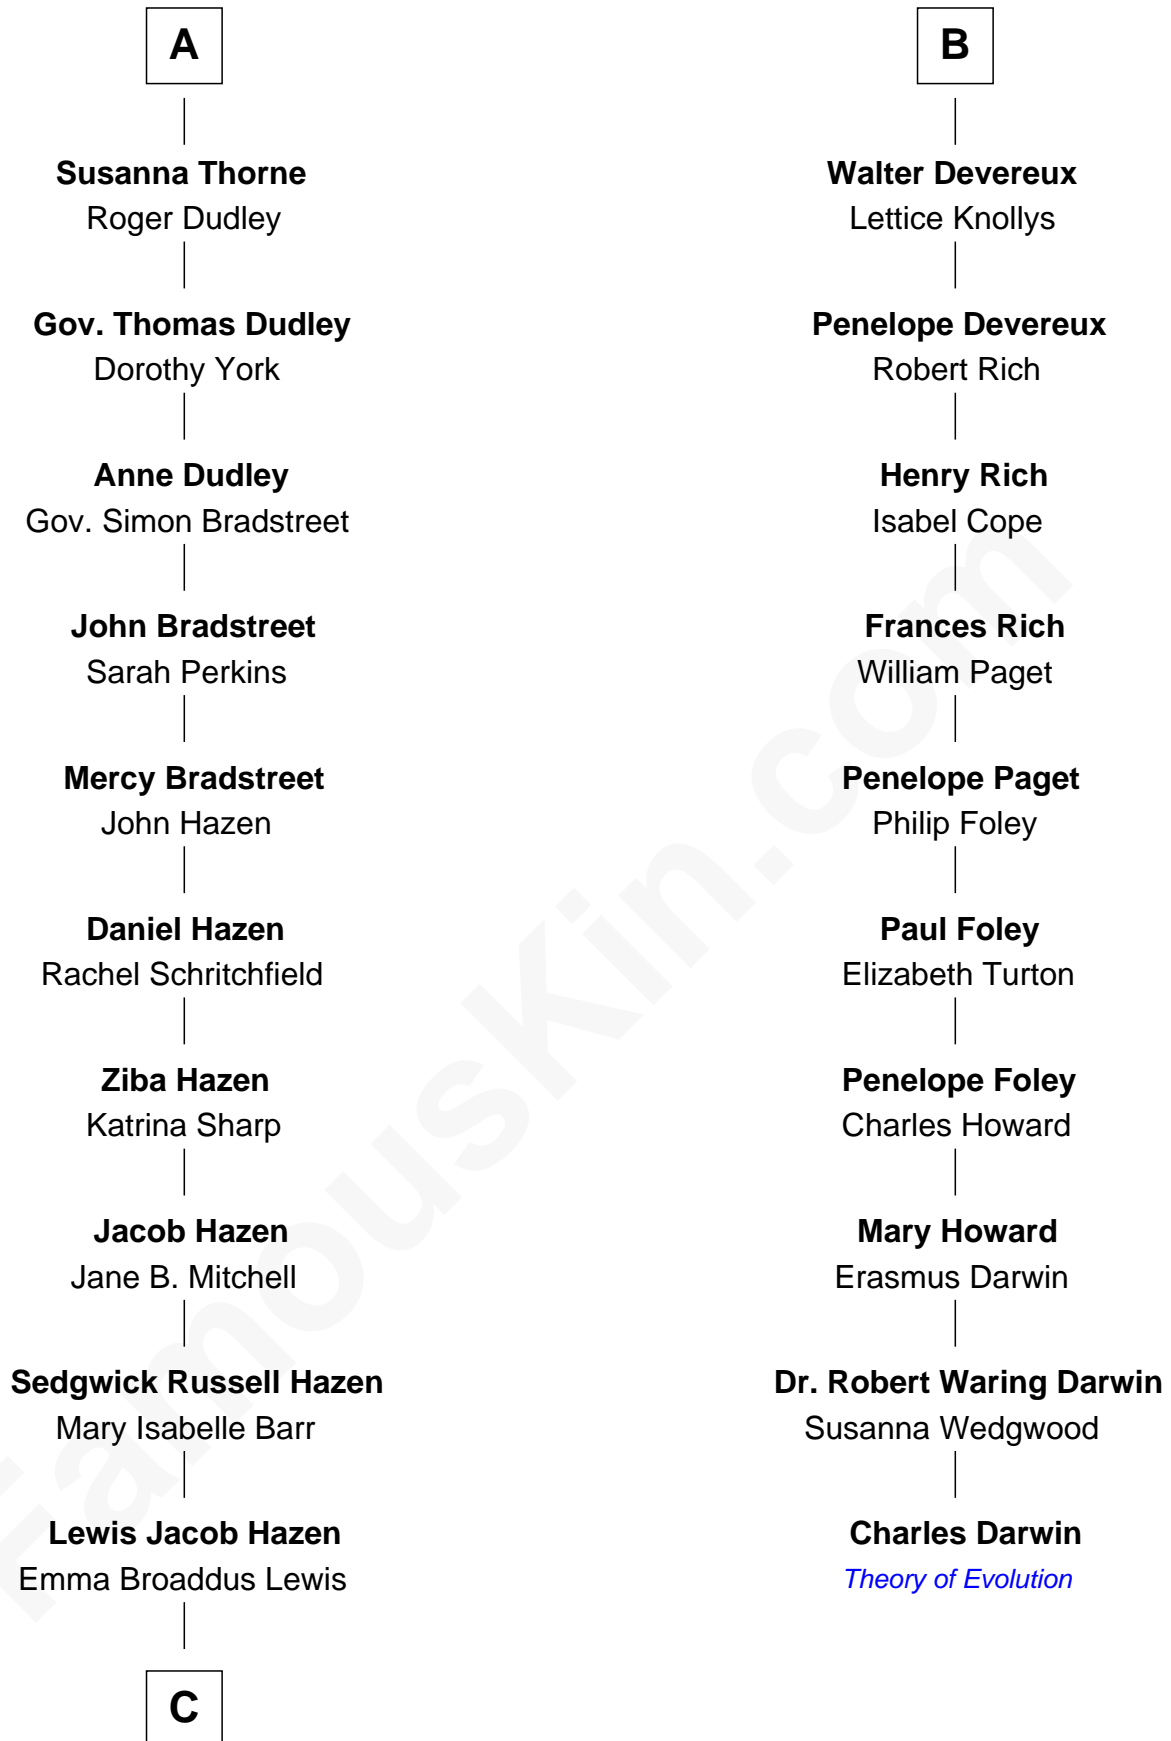 A
Susanna Thorne
Roger Dudley
Gov. Thomas Dudley
Dorothy York
Anne Dudley
Gov. Simon Bradstreet
John Bradstreet
Sarah Perkins
Mercy Bradstreet
John Hazen
Daniel Hazen
Rachel Schritchfield
Ziba Hazen
Katrina Sharp
Jacob Hazen
Jane B. Mitchell
Sedgwick Russell Hazen
Mary Isabelle Barr
Lewis Jacob Hazen
Emma Broaddus Lewis
C
B
Walter Devereux
Lettice Knollys
Penelope Devereux
Robert Rich
Henry Rich
Isabel Cope
Frances Rich
William Paget
Penelope Paget
Philip Foley
Paul Foley
Elizabeth Turton
Penelope Foley
Charles Howard
Mary Howard
Erasmus Darwin
Dr. Robert Waring Darwin
Susanna Wedgwood
Charles Darwin
Theory of Evolution
FamousKin.com